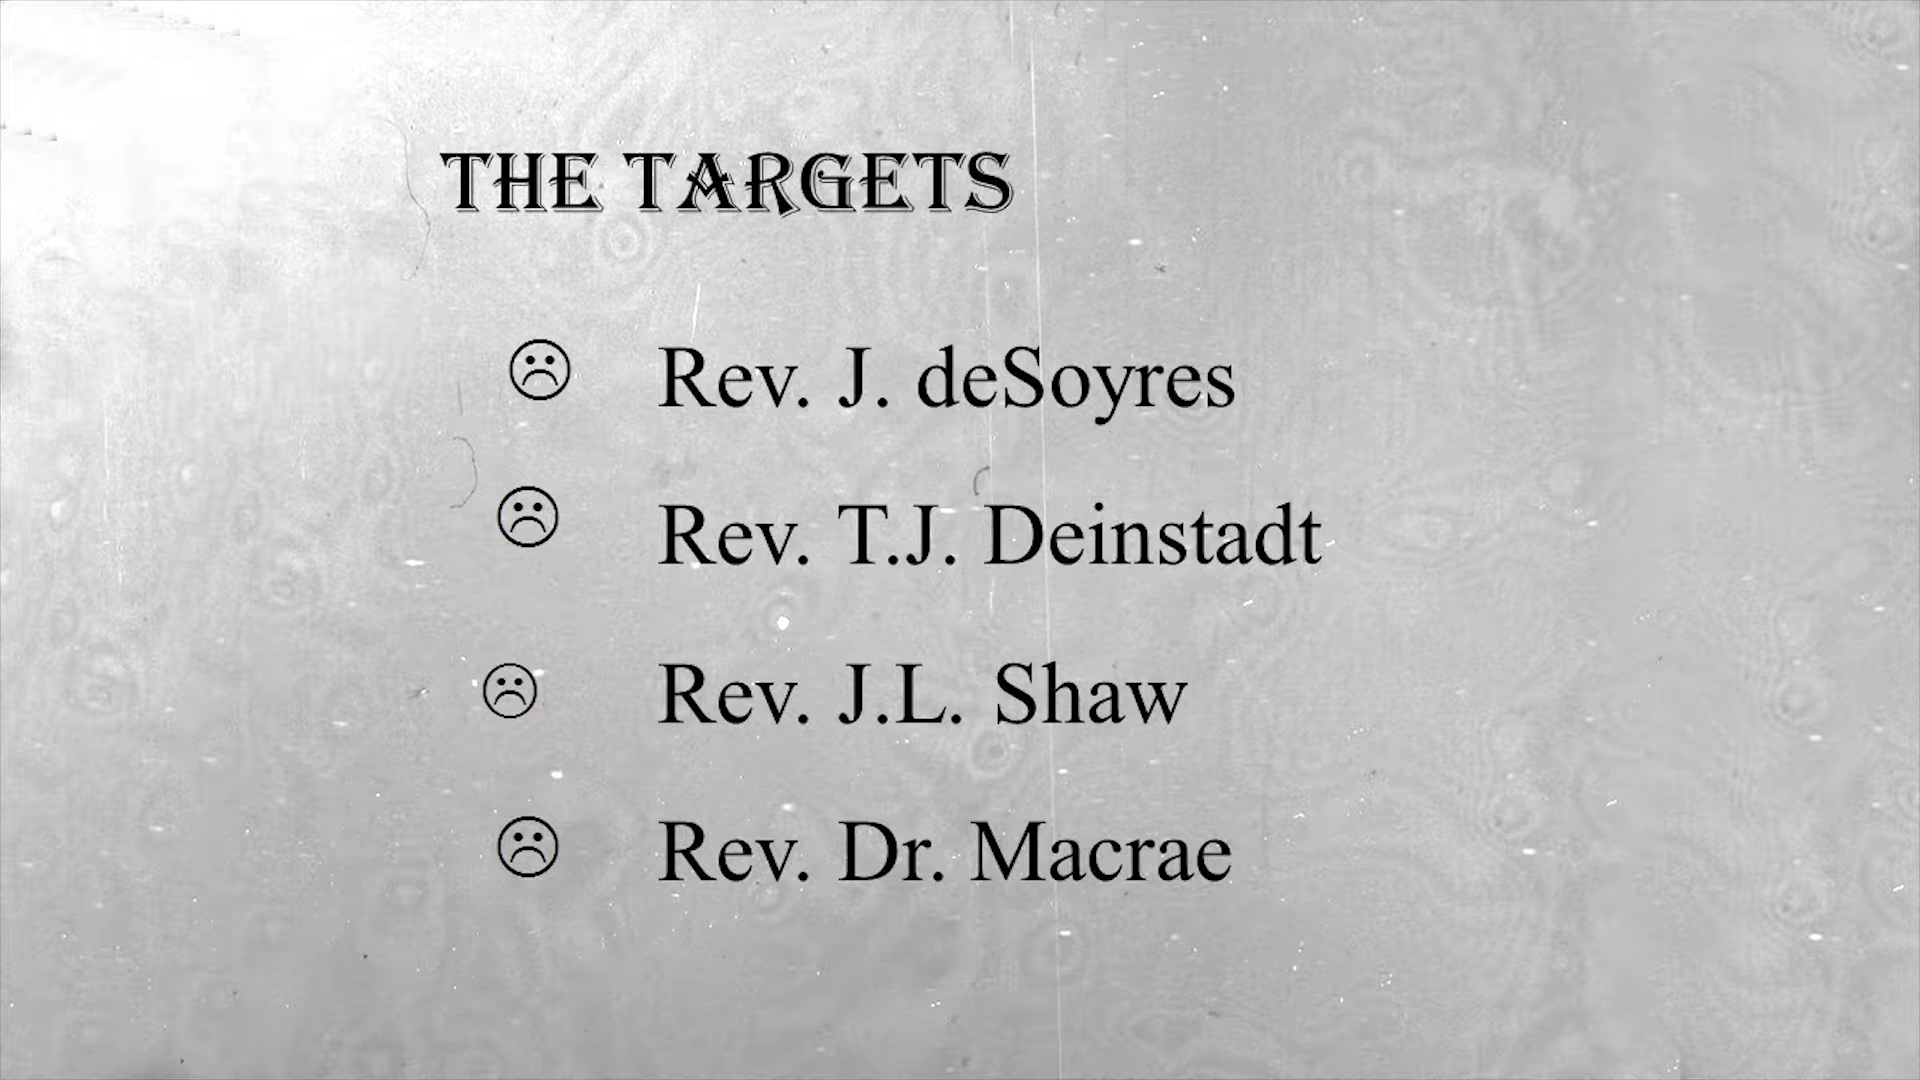 THE TARGETS
☹ Rev. J. deSoyres
☹ Rev. T.J. Deinstadt
☹ Rev. J.L. Shaw
☹ Rev. Dr. Macrae